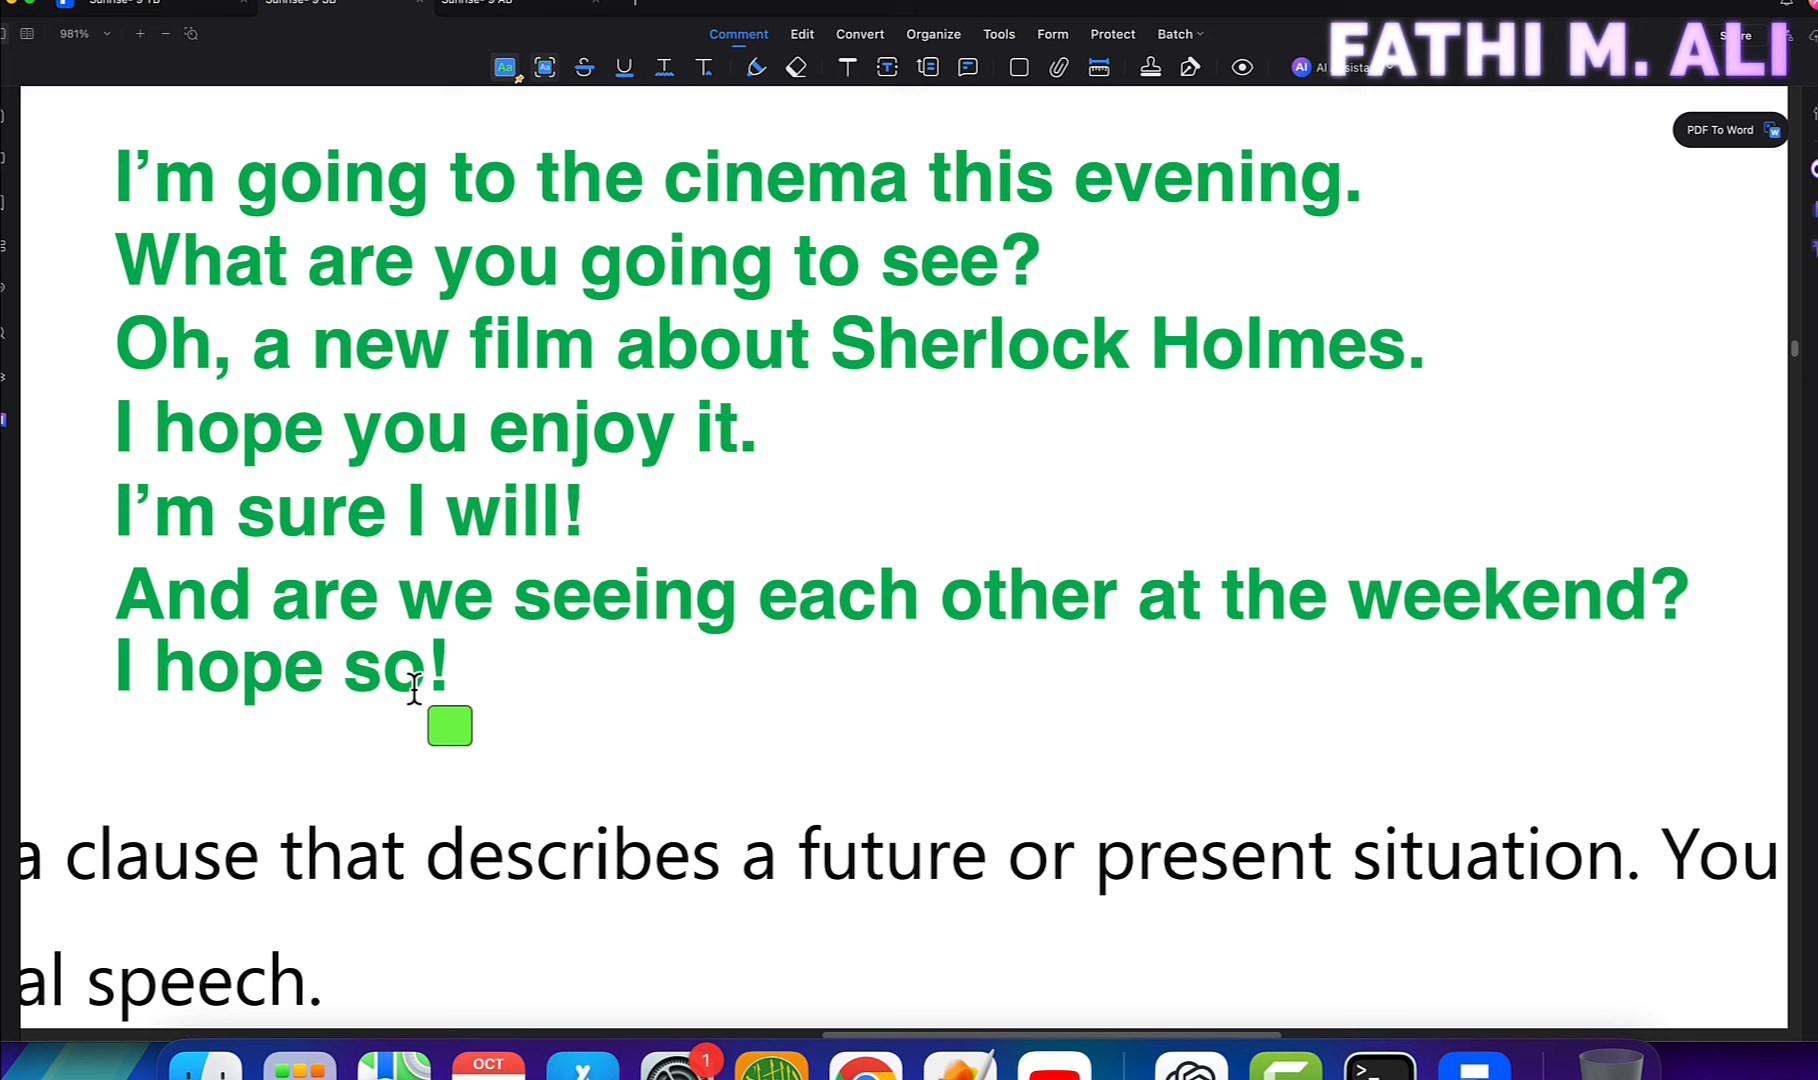 981%
Comment Edit Convert Organize Tools Form Protect Batch
FATHI M. ALI
PDF To Word
I'm going to the cinema this evening.
What are you going to see?
Oh, a new film about Sherlock Holmes.
I hope you enjoy it.
I'm sure I will!
And are we seeing each other at the weekend?
I hope so!
a clause that describes a future or present situation. You
al speech.
OCT
1